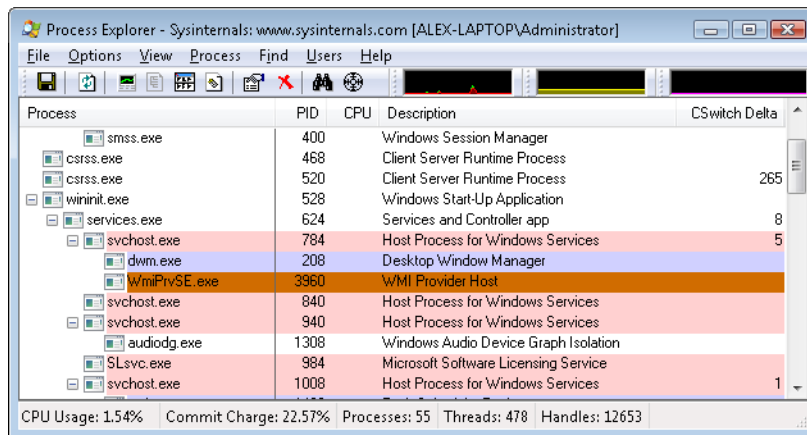 Process Explorer - Sysinternals: www.sysinternals.com [ALEX-LAPTOP\Administrator]
File Options View Process Find Users Help
Process PID CPU Description CSwitch Delta
smss.exe 400 Windows Session Manager
csrss.exe 468 Client Server Runtime Process
csrss.exe 520 Client Server Runtime Process 265
wininit.exe 528 Windows Start-Up Application
services.exe 624 Services and Controller app 8
svchost.exe 784 Host Process for Windows Services 5
dwm.exe 208 Desktop Window Manager
WmiPrvSE.exe 3960 WMI Provider Host
svchost.exe 840 Host Process for Windows Services
svchost.exe 940 Host Process for Windows Services
audiodg.exe 1308 Windows Audio Device Graph Isolation
SLsvc.exe 984 Microsoft Software Licensing Service
svchost.exe 1008 Host Process for Windows Services 1
CPU Usage: 1.54% Commit Charge: 22.57% Processes: 55 Threads: 478 Handles: 12653